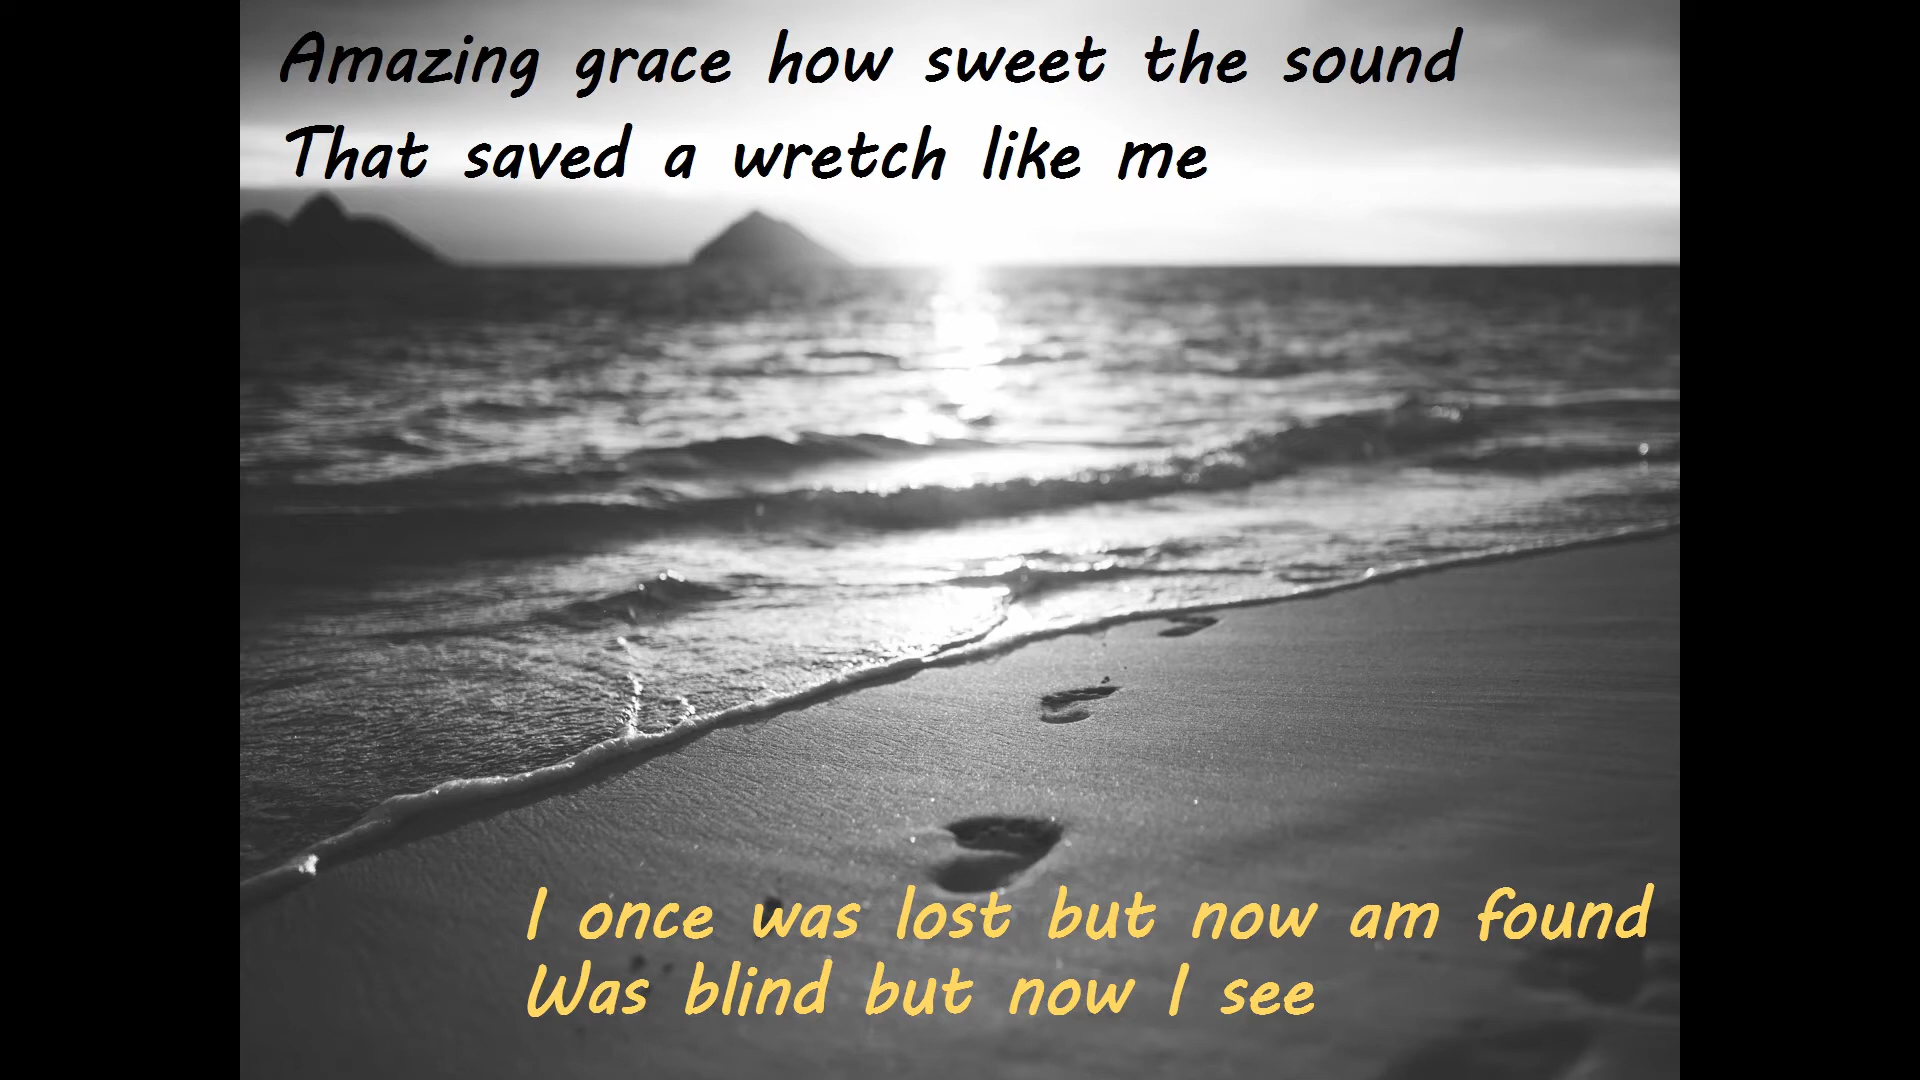 Amazing grace how sweet the sound
That saved a wretch like me
I once was lost but now am found
Was blind but now I see